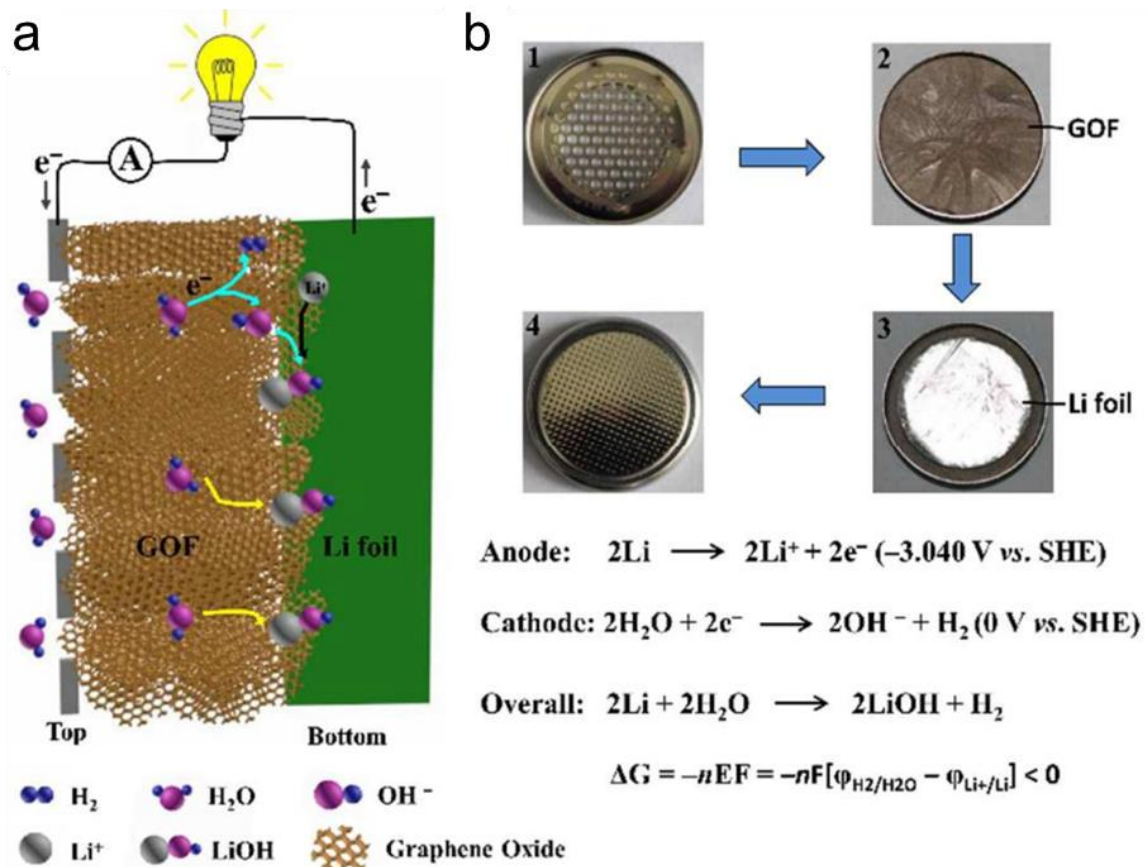 a
A
e⁻
e⁻
e⁻
Li⁺
GOF
Li foil
Top
Bottom
H₂
H₂O
OH⁻
Li⁺
LiOH
Graphene Oxide
b
1
2
GOF
4
3
Li foil
Anode: 2Li ⟶ 2Li⁺ + 2e⁻ (–3.040 V vs. SHE)
Cathode: 2H₂O + 2e⁻ ⟶ 2OH⁻ + H₂ (0 V vs. SHE)
Overall: 2Li + 2H₂O ⟶ 2LiOH + H₂
ΔG = –nEF = –nF[φH2/H2O – φLi+/Li] < 0